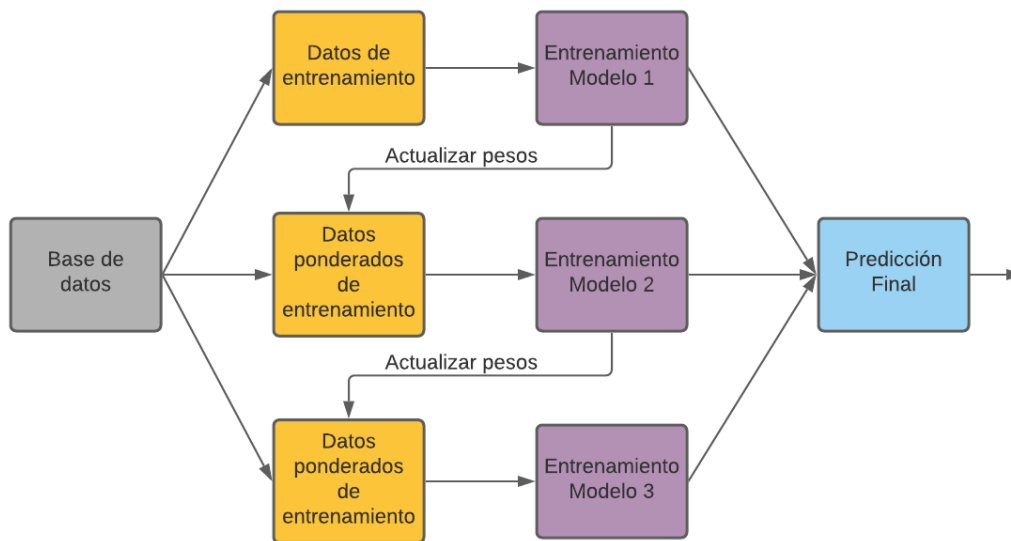 Datos de
entrenamiento
Entrenamiento
Modelo 1
Actualizar pesos
Base de
datos
Datos
ponderados
de
entrenamiento
Entrenamiento
Modelo 2
Predicción
Final
Actualizar pesos
Datos
ponderados
de
entrenamiento
Entrenamiento
Modelo 3